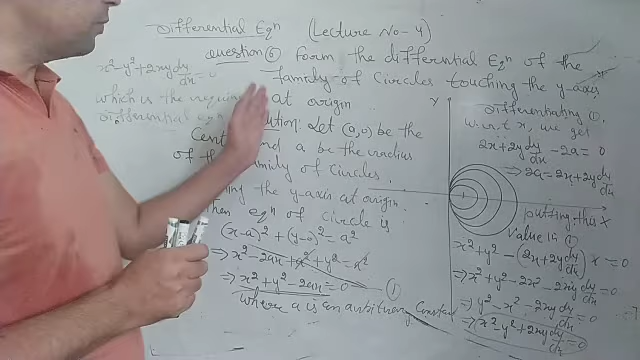 Differential Eqn (Lecture No-4)
question ⑥ Form the differential Eqn of the
family of Circles touching the y-axis
at origin
Solution: Let (a,0) be the
Cent and a be the radius
of the family of Circles
the y-axis at origin.
Then eqn of circle is
(x-a)² + (y-0)² = a²
⇒ x² - 2ax + a² + y² = a²
⇒ x² + y² - 2ax = 0 — ①
where a is an arbitrary Constant
Y
X
Differentiating ①,
w.r.t x, we get
2x + 2y dy/dx - 2a = 0
⇒ 2a = 2x + 2y dy/dx
putting this
value in ①
x² + y² - (2x + 2y dy/dx) x = 0
⇒ x² + y² - 2x² - 2xy dy/dx = 0
⇒ y² - x² - 2xy dy/dx = 0
⇒ x² y² + 2xy dy/dx = 0
x² - y² + 2xy dy/dx = 0
which is the requir
differential eqn